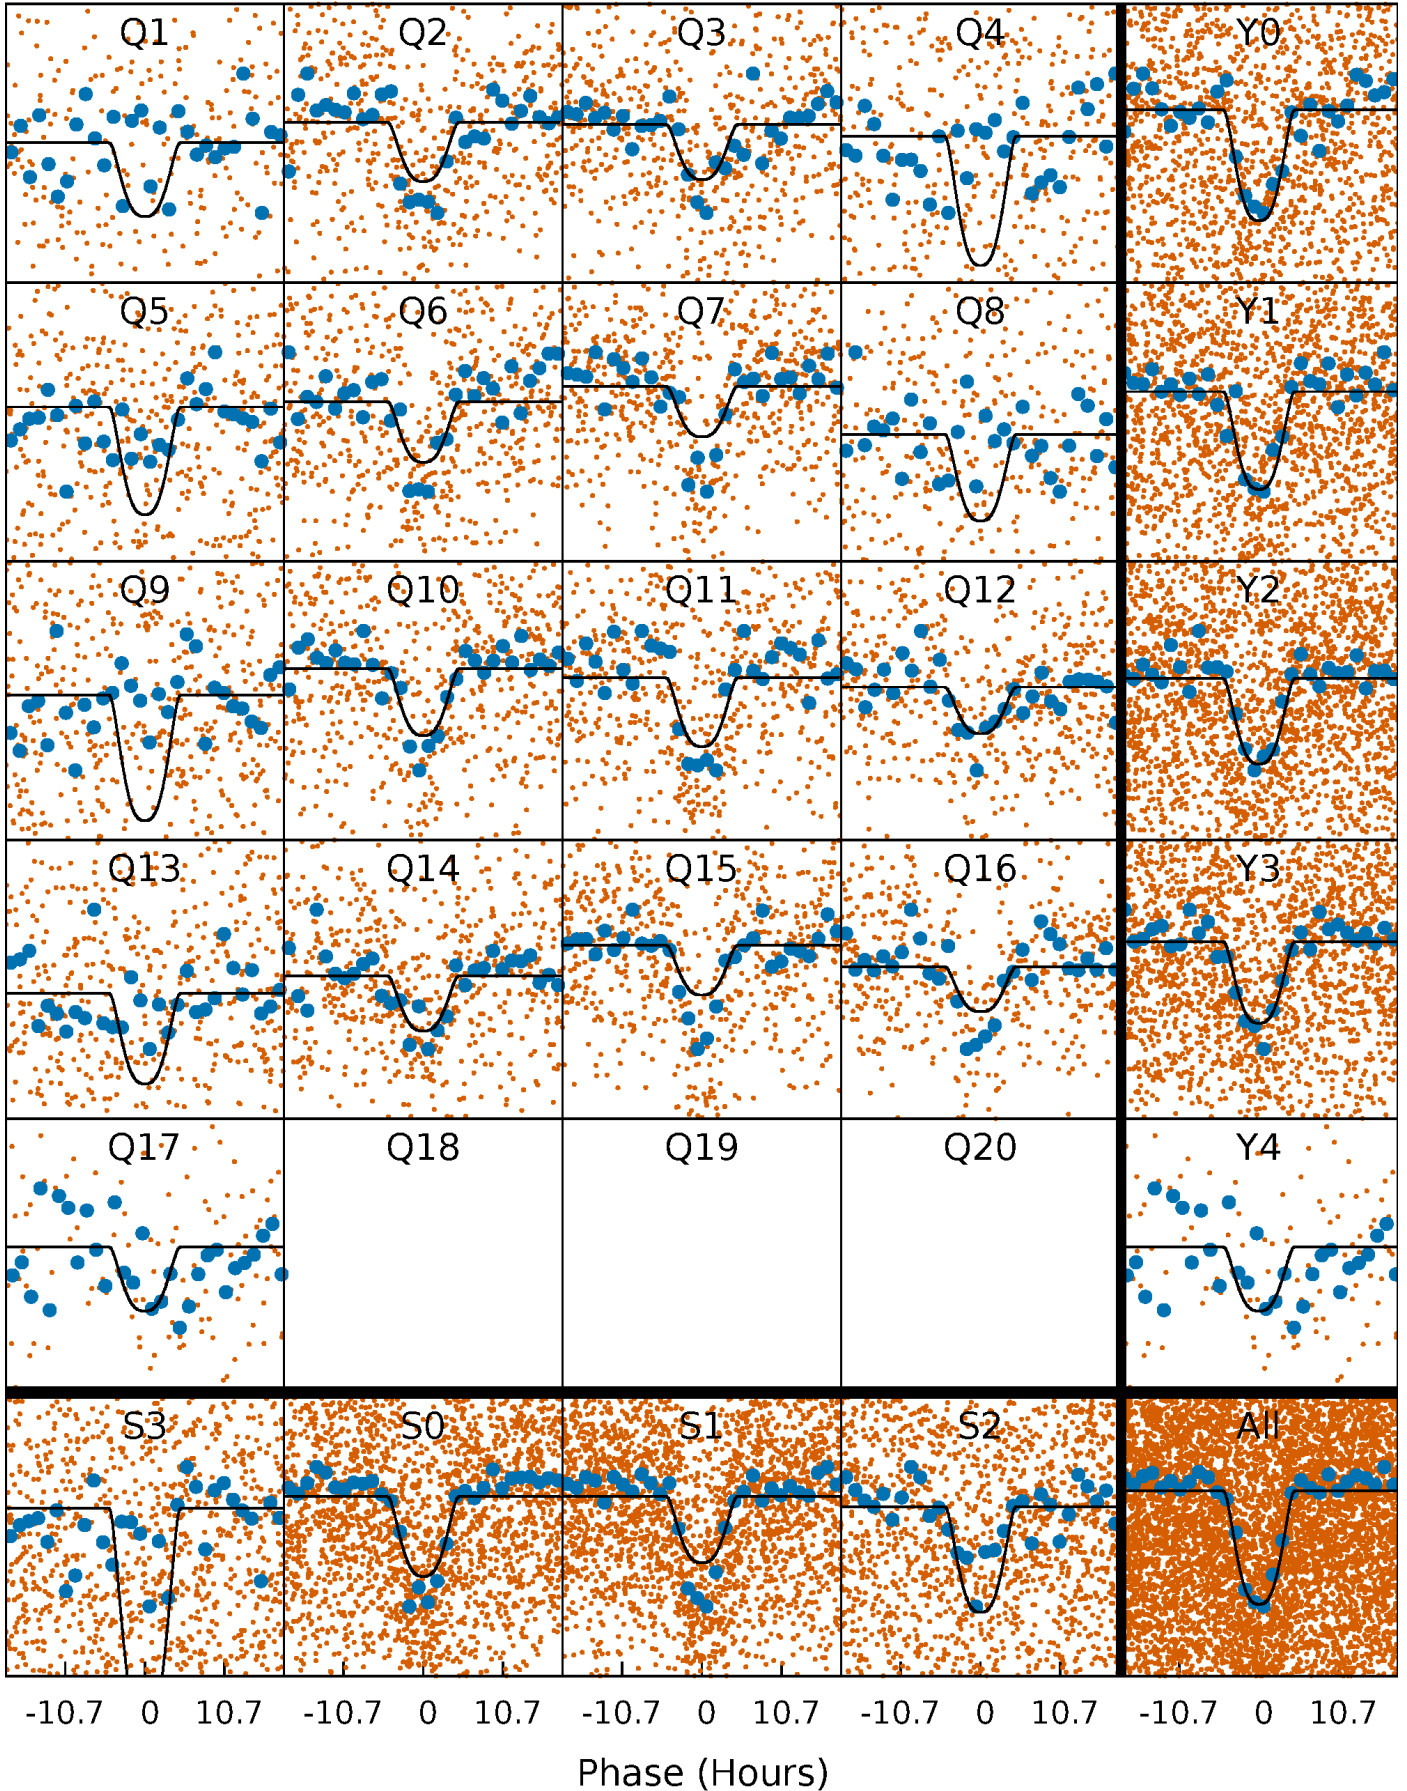 Q1 Q2 Q3 Q4 Y0
Q5 Q6 Q7 Q8 Y1
Q9 Q10 Q11 Q12 Y2
Q13 Q14 Q15 Q16 Y3
Q17 Q18 Q19 Q20 Y4
S3 S0 S1 S2 All
-10.7 0 10.7 -10.7 0 10.7 -10.7 0 10.7 -10.7 0 10.7 -10.7 0 10.7
Phase (Hours)